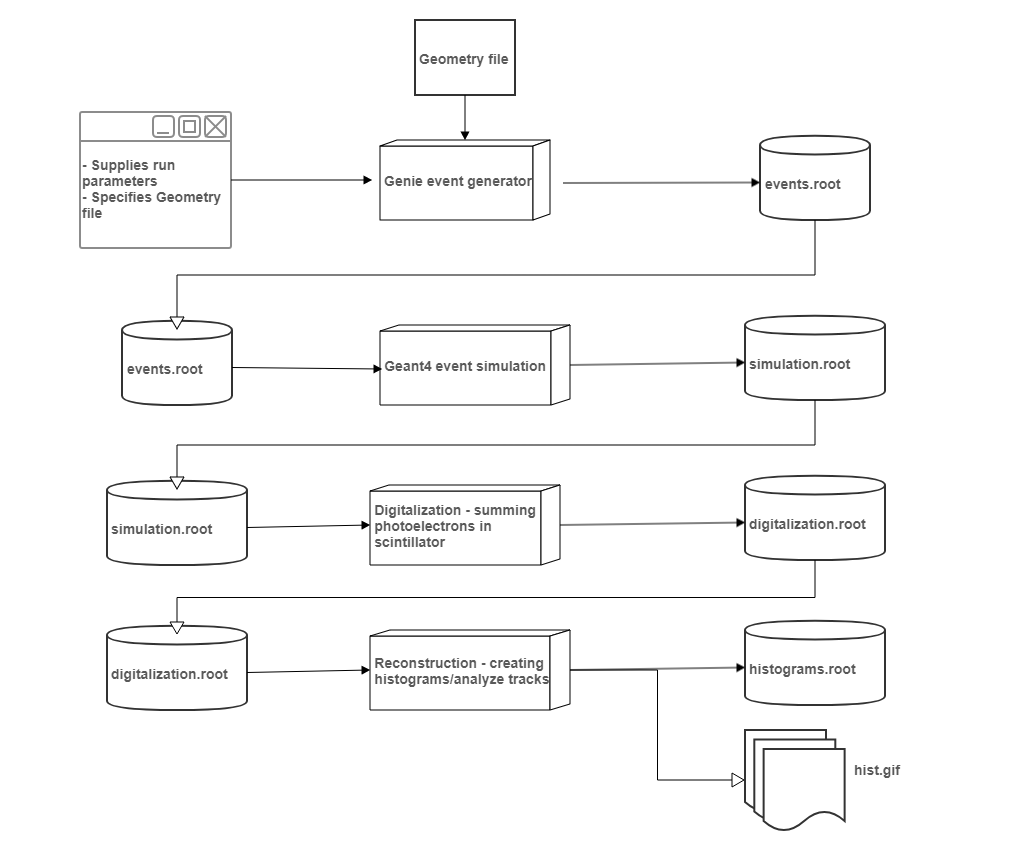 Geometry file
- Supplies run
parameters
- Specifies Geometry
file
Genie event generator
events.root
events.root
Geant4 event simulation
simulation.root
simulation.root
Digitalization - summing
photoelectrons in
scintillator
digitalization.root
digitalization.root
Reconstruction - creating
histograms/analyze tracks
histograms.root
hist.gif